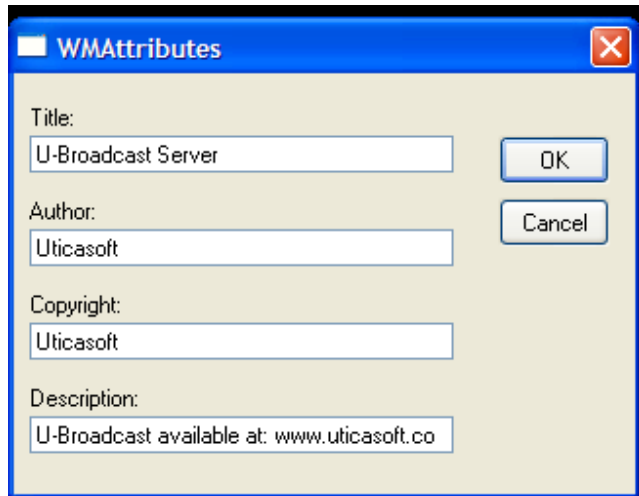 WMAttributes
Title:
U-Broadcast Server
OK
Author:
Cancel
Uticasoft
Copyright:
Uticasoft
Description:
U-Broadcast available at: www.uticasoft.co